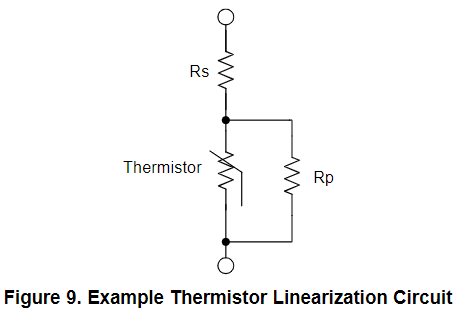 Rs
Thermistor
Rp
Figure 9. Example Thermistor Linearization Circuit